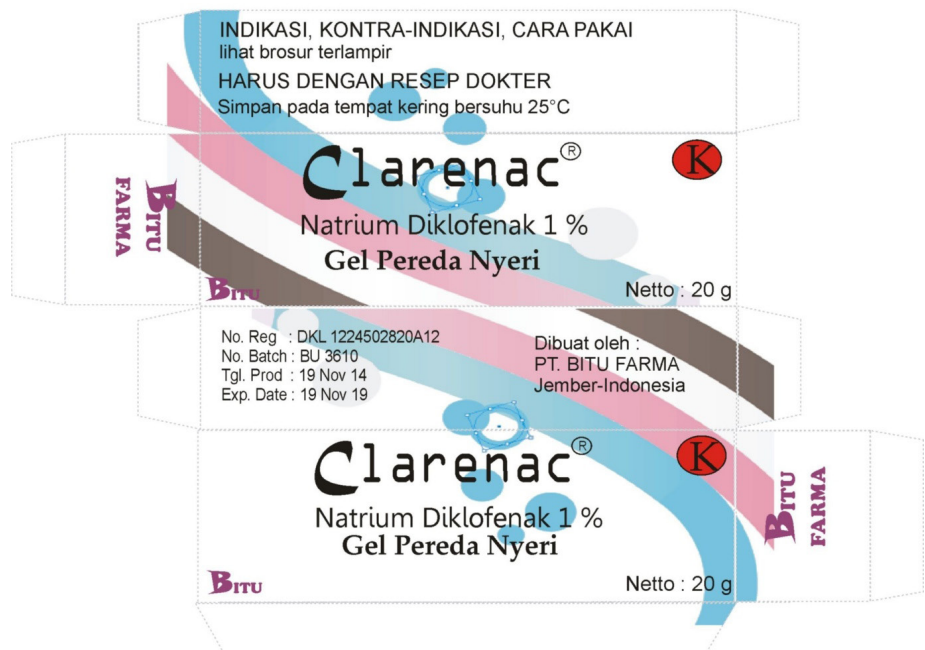 INDIKASI, KONTRA-INDIKASI, CARA PAKAI
lihat brosur terlampir
HARUS DENGAN RESEP DOKTER
Simpan pada tempat kering bersuhu 25°C
BITU
FARMA
Clarenac®
K
Natrium Diklofenak 1 %
Gel Pereda Nyeri
BITU
Netto : 20 g
No. Reg : DKL 1224502820A12
No. Batch : BU 3610
Tgl. Prod : 19 Nov 14
Exp. Date : 19 Nov 19
Dibuat oleh :
PT. BITU FARMA
Jember-Indonesia
Clarenac®
K
Natrium Diklofenak 1 %
Gel Pereda Nyeri
BITU
Netto : 20 g
BITU
FARMA